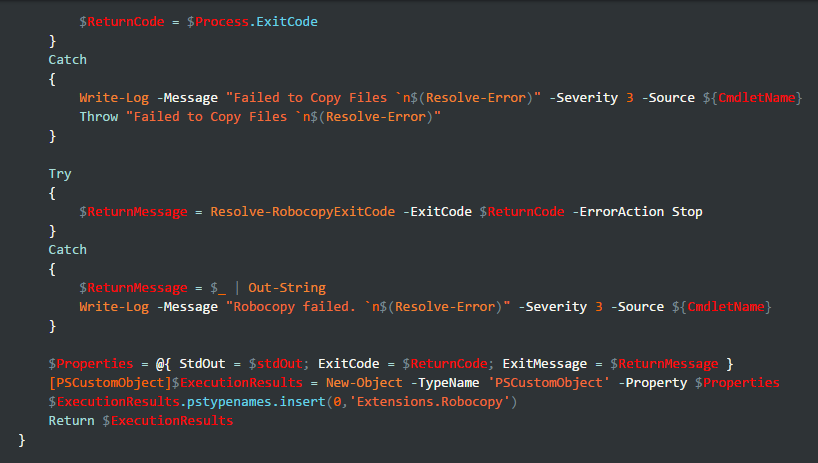 $ReturnCode = $Process.ExitCode
}
Catch
{
Write-Log -Message "Failed to Copy Files `n$(Resolve-Error)" -Severity 3 -Source ${CmdletName}
Throw "Failed to Copy Files `n$(Resolve-Error)"
}
Try
{
$ReturnMessage = Resolve-RobocopyExitCode -ExitCode $ReturnCode -ErrorAction Stop
}
Catch
{
$ReturnMessage = $_ | Out-String
Write-Log -Message "Robocopy failed. `n$(Resolve-Error)" -Severity 3 -Source ${CmdletName}
}
$Properties = @{ StdOut = $stdOut; ExitCode = $ReturnCode; ExitMessage = $ReturnMessage }
[PSCustomObject]$ExecutionResults = New-Object -TypeName 'PSCustomObject' -Property $Properties
$ExecutionResults.pstypenames.insert(0,'Extensions.Robocopy')
Return $ExecutionResults
}